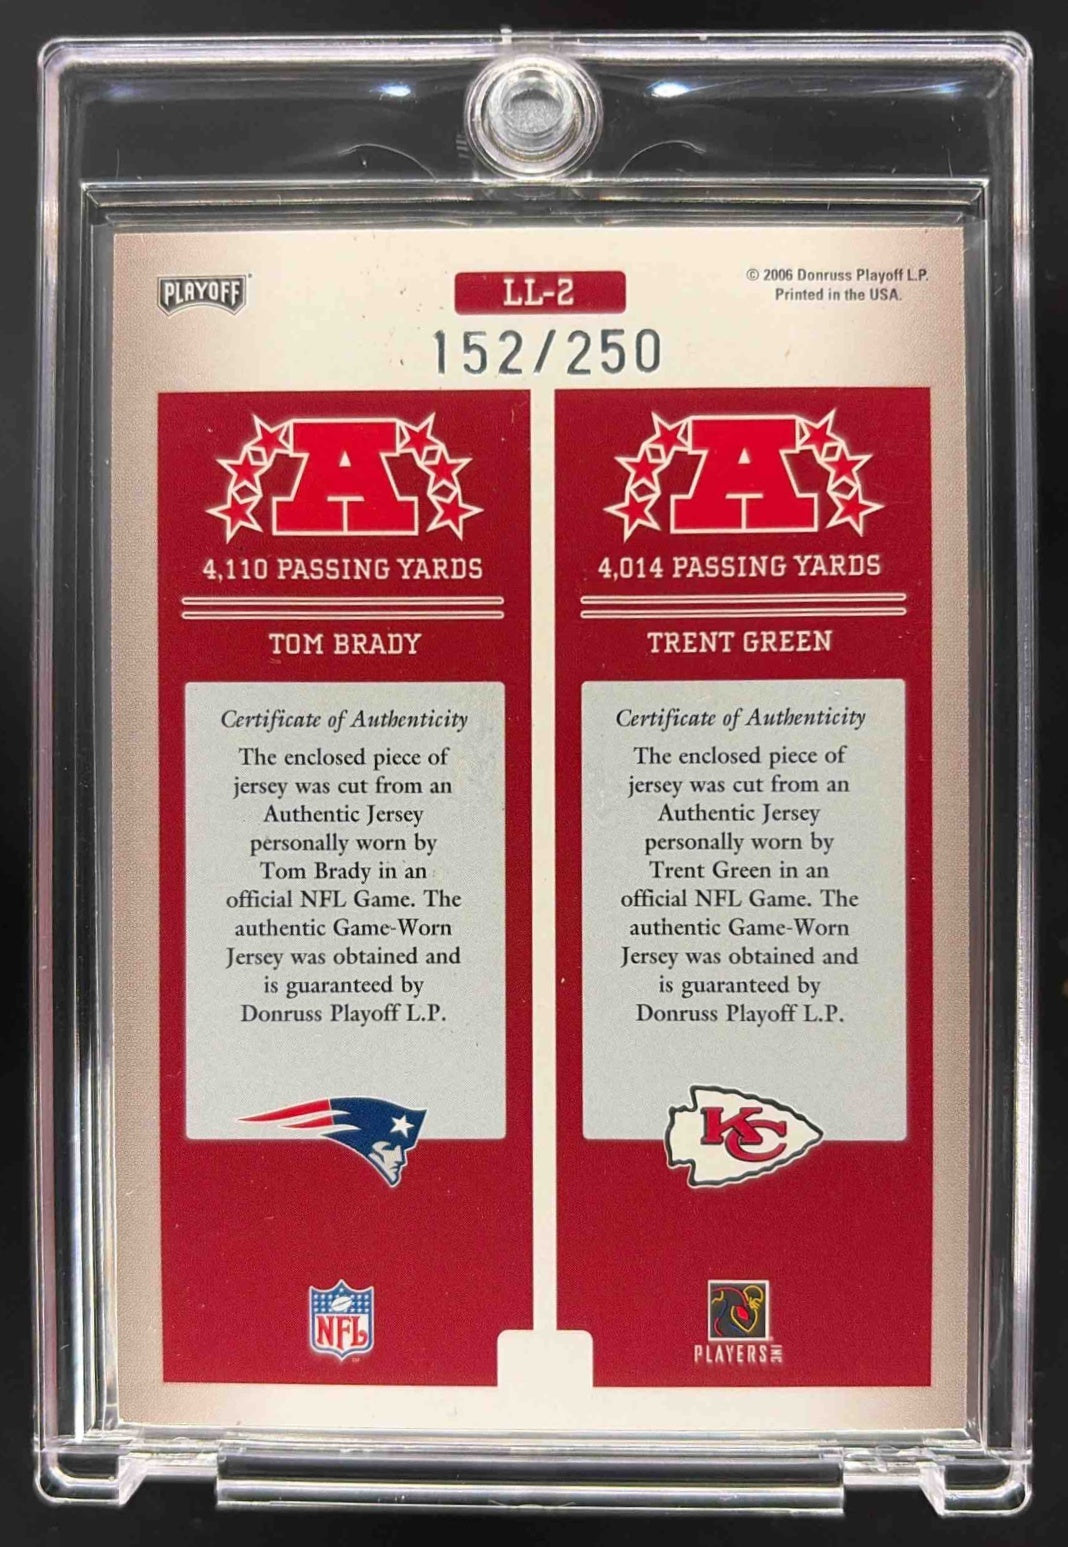 PLAYOFF
LL-2
© 2006 Donruss Playoff L.P.
Printed in the USA.
152/250
A
4,110 PASSING YARDS
TOM BRADY
Certificate of Authenticity
The enclosed piece of
jersey was cut from an
Authentic Jersey
personally worn by
Tom Brady in an
official NFL Game. The
authentic Game-Worn
Jersey was obtained and
is guaranteed by
Donruss Playoff L.P.
NFL
A
4,014 PASSING YARDS
TRENT GREEN
Certificate of Authenticity
The enclosed piece of
jersey was cut from an
Authentic Jersey
personally worn by
Trent Green in an
official NFL Game. The
authentic Game-Worn
Jersey was obtained and
is guaranteed by
Donruss Playoff L.P.
KC
PLAYERS INC